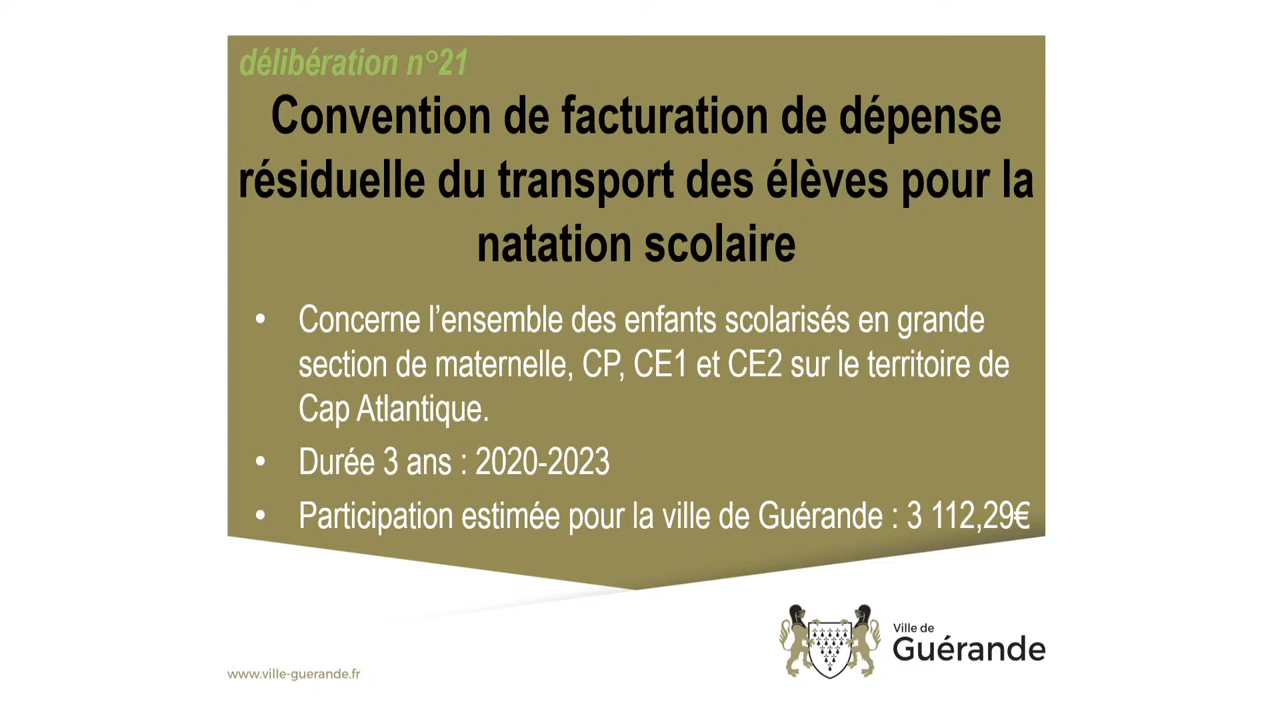 délibération n°21
Convention de facturation de dépense
résiduelle du transport des élèves pour la
natation scolaire
• Concerne l’ensemble des enfants scolarisés en grande
section de maternelle, CP, CE1 et CE2 sur le territoire de
Cap Atlantique.
• Durée 3 ans : 2020-2023
• Participation estimée pour la ville de Guérande : 3 112,29€
Ville de
Guérande
www.ville-guerande.fr